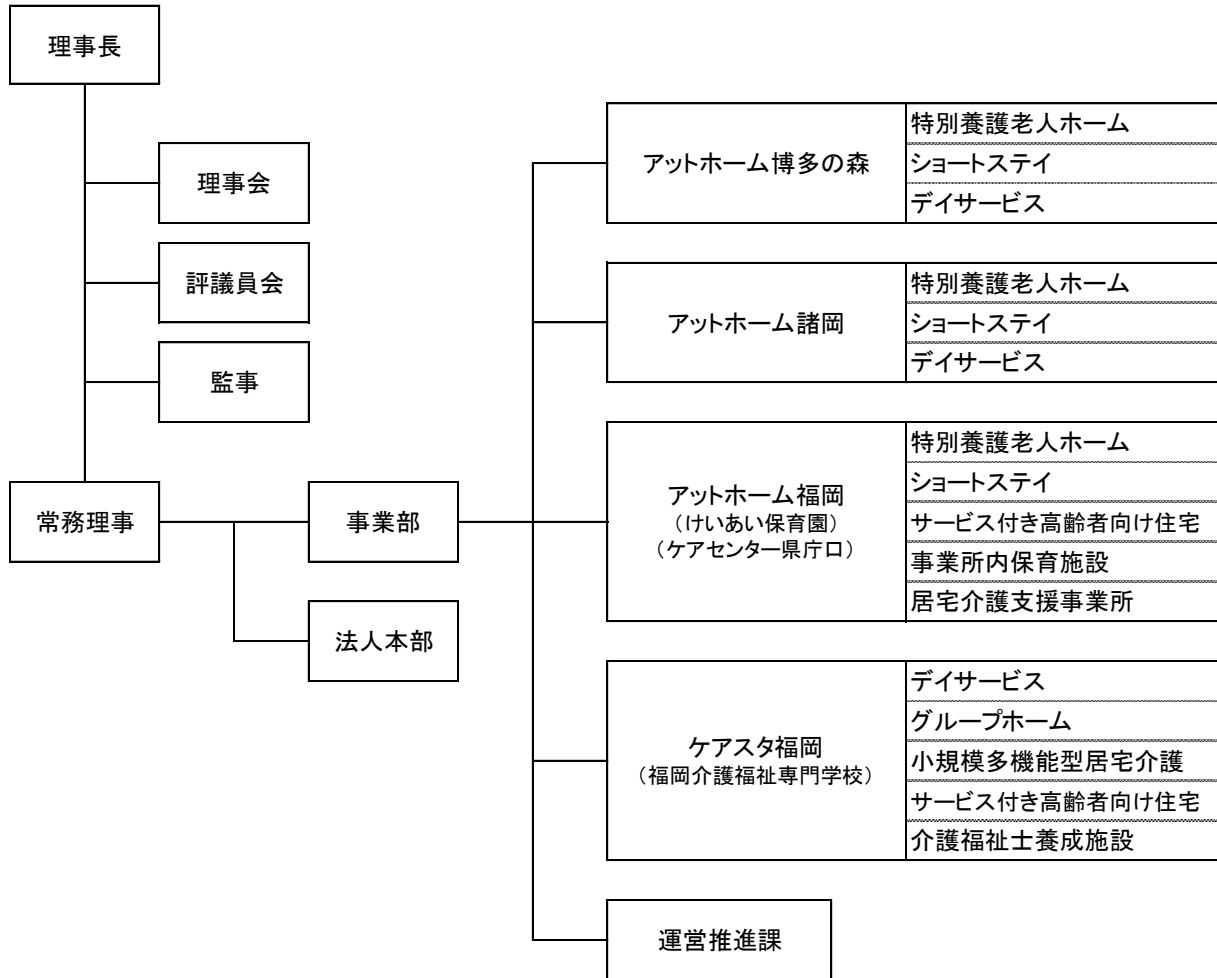 理事長
理事会
評議員会
監事
常務理事
事業部
法人本部
アットホーム博多の森
特別養護老人ホーム
ショートステイ
デイサービス
アットホーム諸岡
特別養護老人ホーム
ショートステイ
デイサービス
アットホーム福岡
（けいあい保育園）
（ケアセンター県庁口）
特別養護老人ホーム
ショートステイ
サービス付き高齢者向け住宅
事業所内保育施設
居宅介護支援事業所
ケアスタ福岡
（福岡介護福祉専門学校）
デイサービス
グループホーム
小規模多機能型居宅介護
サービス付き高齢者向け住宅
介護福祉士養成施設
運営推進課